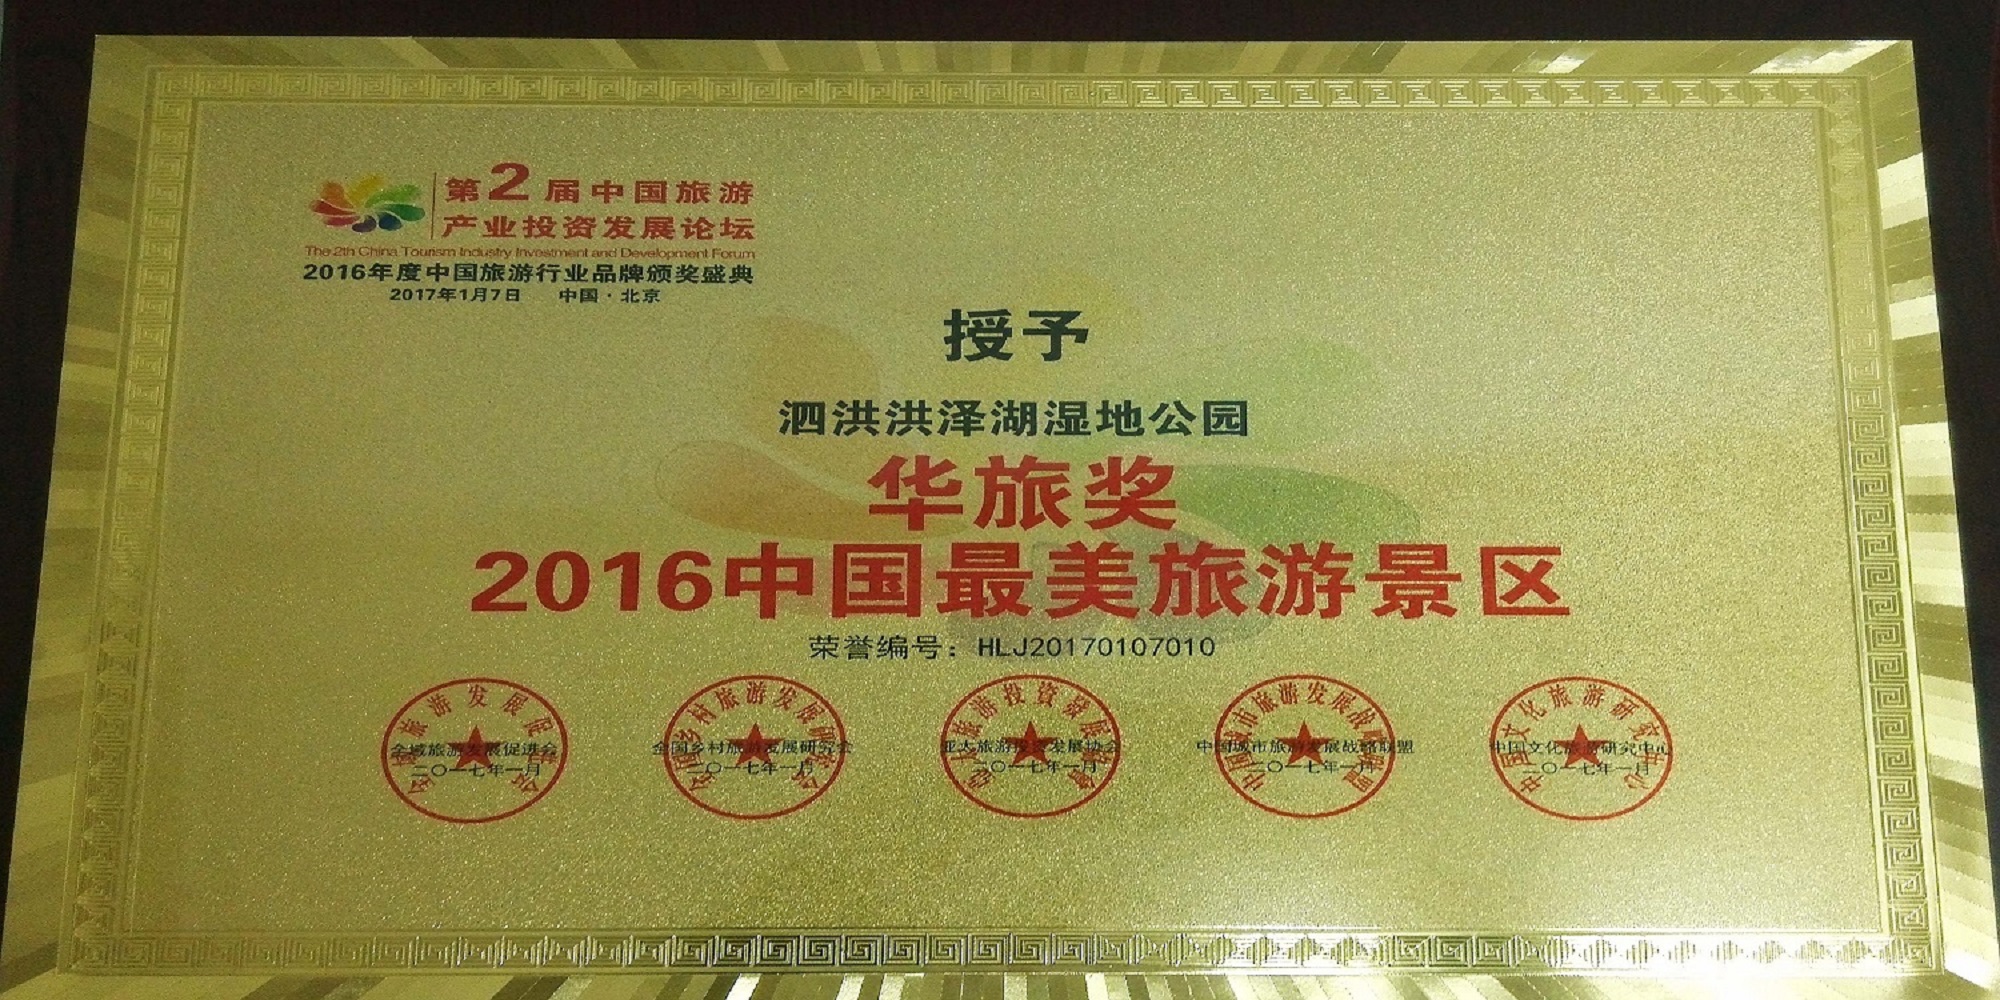 第2届中国旅游
产业投资发展论坛
The 2th China Tourism Industry Investment and Development Forum
2016年度中国旅游行业品牌颁奖盛典
2017年1月7日 中国·北京
授予
泗洪洪泽湖湿地公园
华旅奖
2016中国最美旅游景区
荣誉编号：HLJ20170107010
全域旅游发展促进会
二〇一七年一月
全国乡村旅游发展研究会
二〇一七年一月
亚太旅游投资发展协会
二〇一七年一月
中国城市旅游发展战略联盟
二〇一七年一月
中国文化旅游研究中心
二〇一七年一月